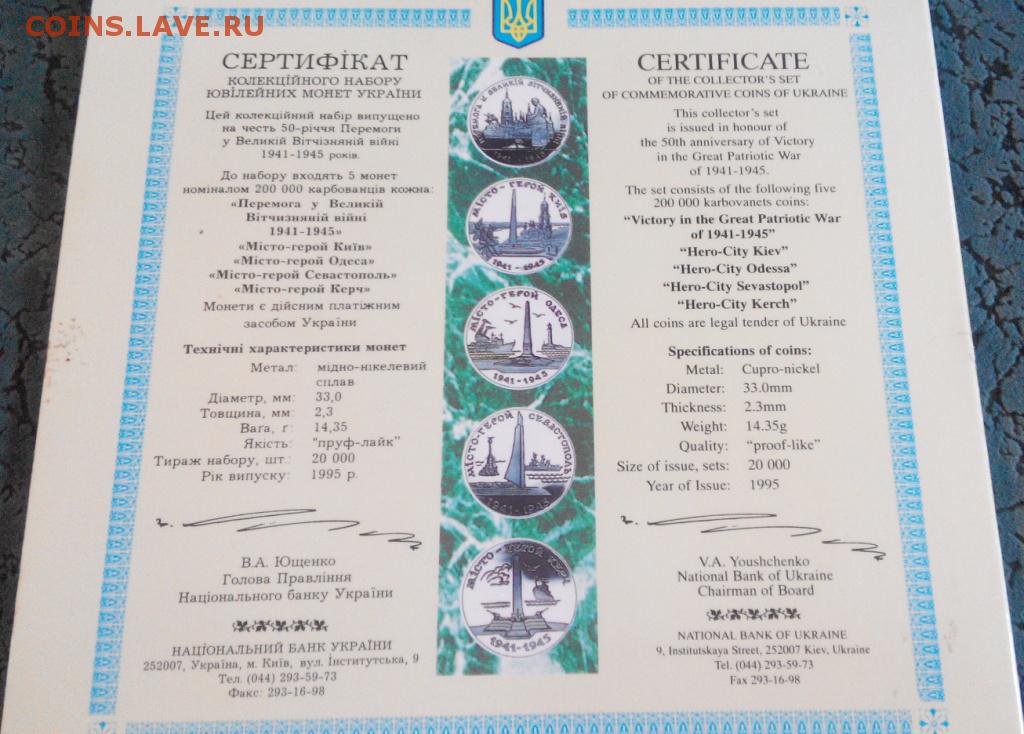 COINS.LAVE.RU
СЕРТИФІКАТ
КОЛЕКЦІЙНОГО НАБОРУ
ЮВІЛЕЙНИХ МОНЕТ УКРАЇНИ
Цей колекційний набір випущено
на честь 50-річчя Перемоги
у Великій Вітчизняній війні
1941-1945 років.
До набору входять 5 монет
номіналом 200 000 карбованців кожна:
«Перемога у Великій
Вітчизняній війні
1941-1945»
«Місто-герой Київ»
«Місто-герой Одеса»
«Місто-герой Севастополь»
«Місто-герой Керч»
Монети є дійсним платіжним
засобом України
Технічні характеристики монет
Метал: мідно-нікелевий
сплав
Діаметр, мм: 33,0
Товщина, мм: 2,3
Вага, г: 14,35
Якість: "пруф-лайк"
Тираж набору, шт.: 20 000
Рік випуску: 1995 р.
В.А. Ющенко
Голова Правління
Національного банку України
НАЦІОНАЛЬНИЙ БАНК УКРАЇНИ
252007, Україна, м. Київ, вул. Інститутська, 9
Тел. (044) 293-59-73
Факс: 293-16-98
ПЕРЕМОГА У ВЕЛИКІЙ ВІТЧИЗНЯНІЙ ВІЙНІ
1941-1945
МІСТО-ГЕРОЙ КИЇВ
1941-1945
МІСТО-ГЕРОЙ ОДЕСА
1941-1945
МІСТО-ГЕРОЙ СЕВАСТОПОЛЬ
1941-1945
МІСТО-ГЕРОЙ КЕРЧ
1941-1945
CERTIFICATE
OF THE COLLECTOR'S SET
OF COMMEMORATIVE COINS OF UKRAINE
This collector's set
is issued in honour of
the 50th anniversary of Victory
in the Great Patriotic War
of 1941-1945.
The set consists of the following five
200 000 karbovanets coins:
“Victory in the Great Patriotic War
of 1941-1945”
“Hero-City Kiev”
“Hero-City Odessa”
“Hero-City Sevastopol”
“Hero-City Kerch”
All coins are legal tender of Ukraine
Specifications of coins:
Metal: Cupro-nickel
Diameter: 33.0mm
Thickness: 2.3mm
Weight: 14.35g
Quality: “proof-like”
Size of issue, sets: 20 000
Year of Issue: 1995
V.A. Youshchenko
National Bank of Ukraine
Chairman of Board
NATIONAL BANK OF UKRAINE
9, Institutskaya Street, 252007 Kiev, Ukraine
Tel. (044) 293-59-73
Fax 293-16-98